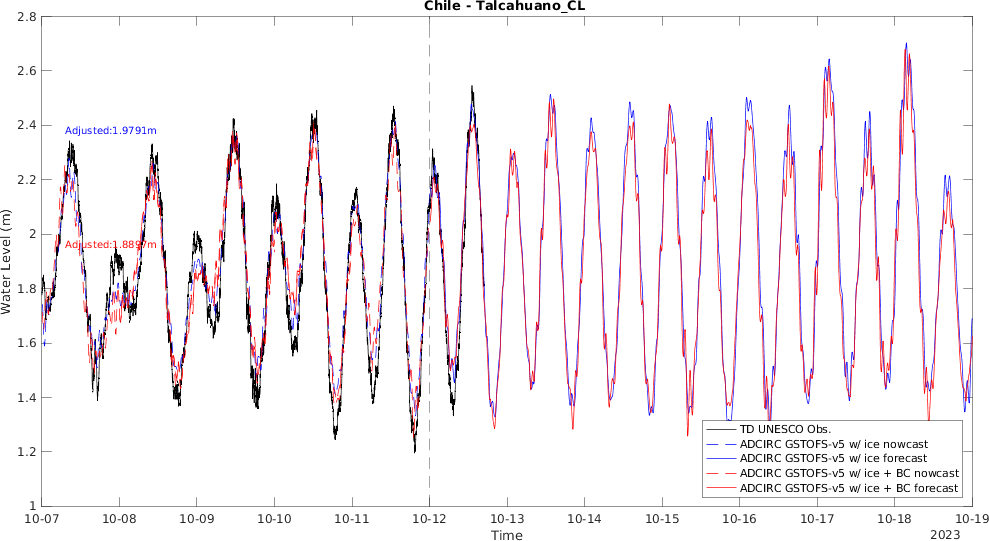 Chile - Talcahuano_CL
2.8
2.6
2.4
2.2
2
1.8
1.6
1.4
1.2
1
Water Level (m)
Adjusted:1.9791m
Adjusted:1.8897m
TD UNESCO Obs.
ADCIRC GSTOFS-v5 w/ ice nowcast
ADCIRC GSTOFS-v5 w/ ice forecast
ADCIRC GSTOFS-v5 w/ ice + BC nowcast
ADCIRC GSTOFS-v5 w/ ice + BC forecast
10-07 10-08 10-09 10-10 10-11 10-12 10-13 10-14 10-15 10-16 10-17 10-18 10-19
Time
2023